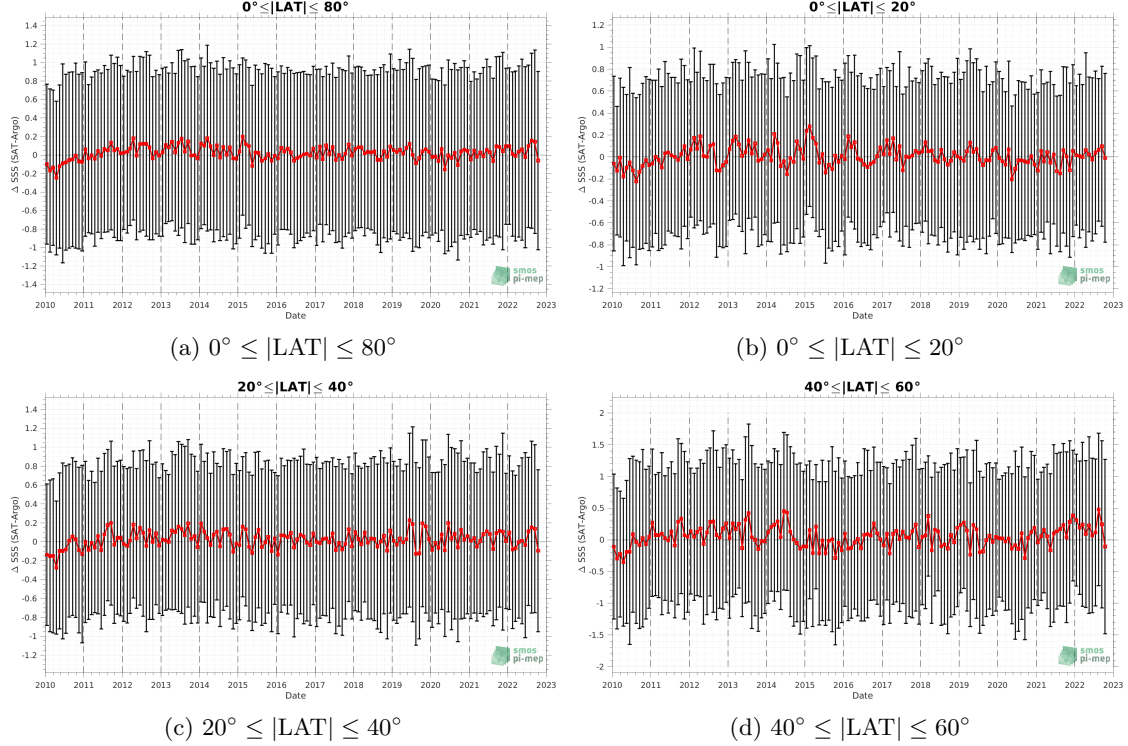 0°≤|LAT|≤ 80°
1.4
1.2
1
0.8
0.6
0.4
0.2
0
-0.2
-0.4
-0.6
-0.8
-1
-1.2
-1.4
Δ SSS (SAT-Argo)
2010 2011 2012 2013 2014 2015 2016 2017 2018 2019 2020 2021 2022 2023
Date
smos
pi-mep
(a) 0° ≤ |LAT| ≤ 80°
0°≤|LAT|≤ 20°
1.2
1
0.8
0.6
0.4
0.2
0
-0.2
-0.4
-0.6
-0.8
-1
-1.2
Δ SSS (SAT-Argo)
2010 2011 2012 2013 2014 2015 2016 2017 2018 2019 2020 2021 2022 2023
Date
smos
pi-mep
(b) 0° ≤ |LAT| ≤ 20°
20°≤|LAT|≤ 40°
1.4
1.2
1
0.8
0.6
0.4
0.2
0
-0.2
-0.4
-0.6
-0.8
-1
-1.2
Δ SSS (SAT-Argo)
2010 2011 2012 2013 2014 2015 2016 2017 2018 2019 2020 2021 2022 2023
Date
smos
pi-mep
(c) 20° ≤ |LAT| ≤ 40°
40°≤|LAT|≤ 60°
2
1.5
1
0.5
0
-0.5
-1
-1.5
-2
Δ SSS (SAT-Argo)
2010 2011 2012 2013 2014 2015 2016 2017 2018 2019 2020 2021 2022 2023
Date
smos
pi-mep
(d) 40° ≤ |LAT| ≤ 60°